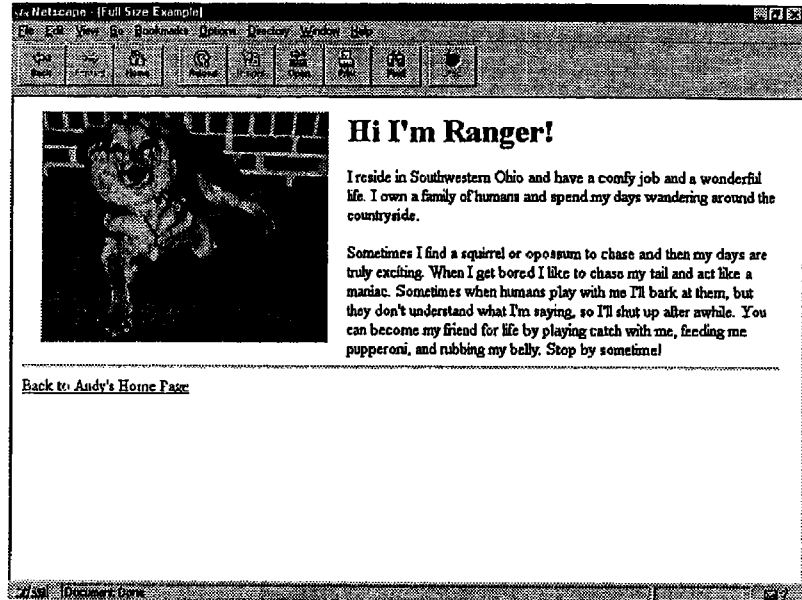 Netscape - [Full Size Example]
File Edit View Go Bookmarks Options Directory Window Help
Back Home Reload Images Open Print Find Stop
Hi I'm Ranger!
I reside in Southwestern Ohio and have a comfy job and a wonderful
life. I own a family of humans and spend my days wandering around the
countryside.
Sometimes I find a squirrel or opossum to chase and then my days are
truly exciting. When I get bored I like to chase my tail and act like a
maniac. Sometimes when humans play with me I'll bark at them, but
they don't understand what I'm saying, so I'll shut up after awhile. You
can become my friend for life by playing catch with me, feeding me
pupperoni, and rubbing my belly. Stop by sometime!
Back to Andy's Home Page
Document: Done